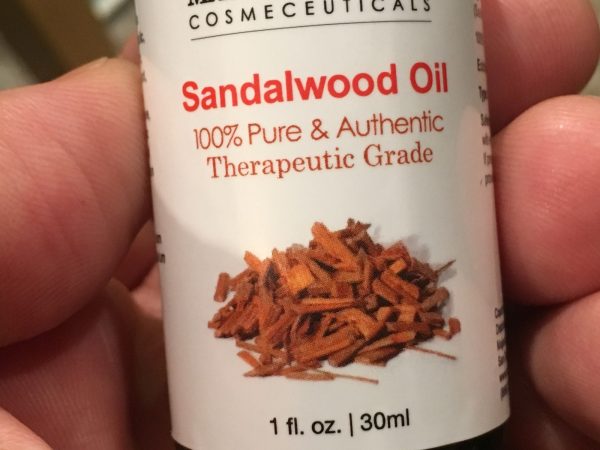 COSMECEUTICALS
Sandalwood Oil
100% Pure & Authentic
Therapeutic Grade
1 fl. oz. | 30ml